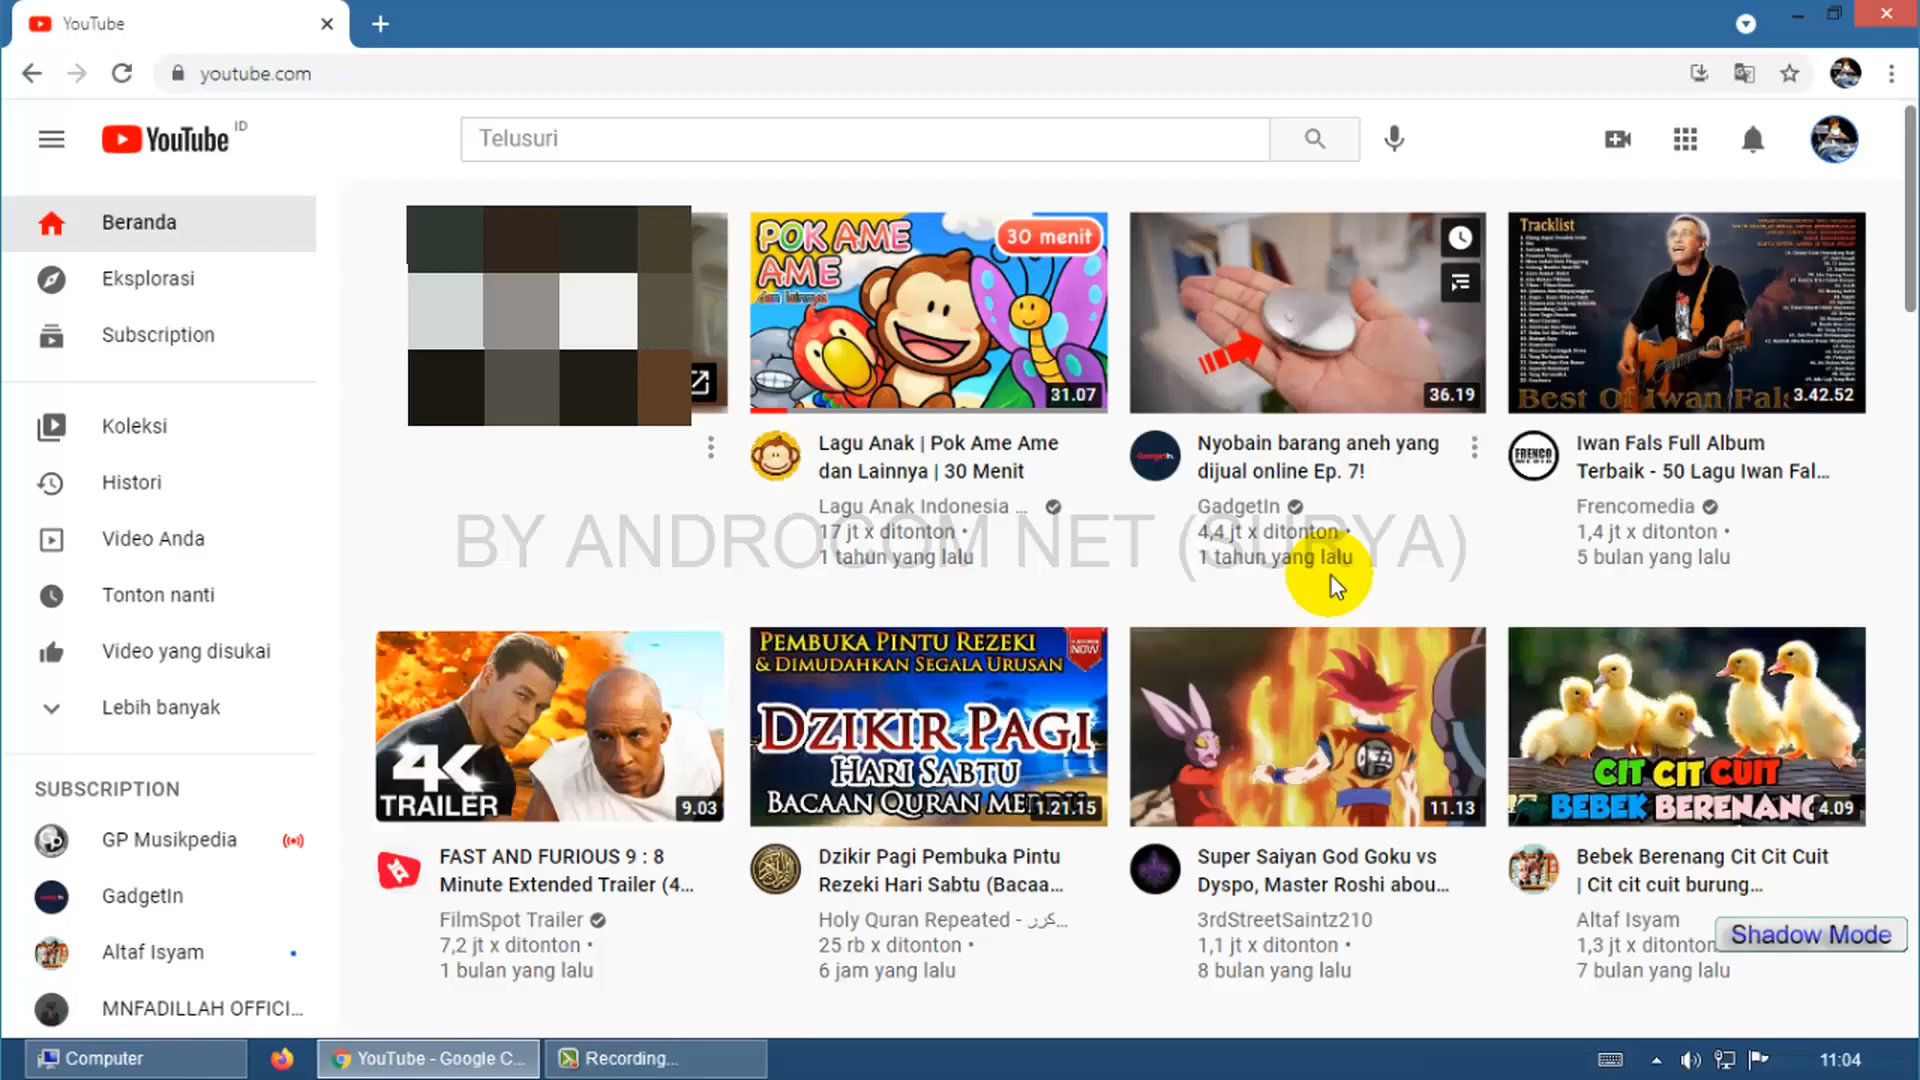 YouTube
youtube.com
YouTube ID
Telusuri
Beranda
Eksplorasi
Subscription
Koleksi
Histori
Video Anda
Tonton nanti
Video yang disukai
Lebih banyak
SUBSCRIPTION
GP Musikpedia
GadgetIn
Altaf Isyam
MNFADILLAH OFFICI...
POK AME
AME
dan lainnya
30 menit
31.07
36.19
Tracklist
Best Of Iwan Fals
3.42.52
Lagu Anak | Pok Ame Ame
dan Lainnya | 30 Menit
Lagu Anak Indonesia ...
17 jt x ditonton •
1 tahun yang lalu
Nyobain barang aneh yang
dijual online Ep. 7!
GadgetIn
4,4 jt x ditonton •
1 tahun yang lalu
FRENCO
Iwan Fals Full Album
Terbaik - 50 Lagu Iwan Fal...
Frencomedia
1,4 jt x ditonton •
5 bulan yang lalu
BY ANDROCOM NET (SURYA)
4K
TRAILER
9.03
PEMBUKA PINTU REZEKI
& DIMUDAHKAN SEGALA URUSAN
NOW
DZIKIR PAGI
HARI SABTU
BACAAN QURAN MERDU
1.21.15
11.13
CIT CIT CUIT
BEBEK BERENANG
4.09
FAST AND FURIOUS 9 : 8
Minute Extended Trailer (4...
FilmSpot Trailer
7,2 jt x ditonton •
1 bulan yang lalu
Dzikir Pagi Pembuka Pintu
Rezeki Hari Sabtu (Bacaa...
Holy Quran Repeated - كرر...
25 rb x ditonton •
6 jam yang lalu
Super Saiyan God Goku vs
Dyspo, Master Roshi abou...
3rdStreetSaintz210
1,1 jt x ditonton •
8 bulan yang lalu
Bebek Berenang Cit Cit Cuit
| Cit cit cuit burung...
Altaf Isyam
1,3 jt x ditonton
7 bulan yang lalu
Shadow Mode
Computer
YouTube - Google C...
Recording...
11:04